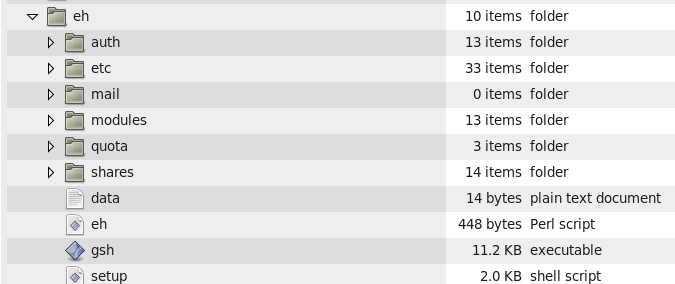 eh 10 items folder
auth 13 items folder
etc 33 items folder
mail 0 items folder
modules 13 items folder
quota 3 items folder
shares 14 items folder
data 14 bytes plain text document
eh 448 bytes Perl script
gsh 11.2 KB executable
setup 2.0 KB shell script